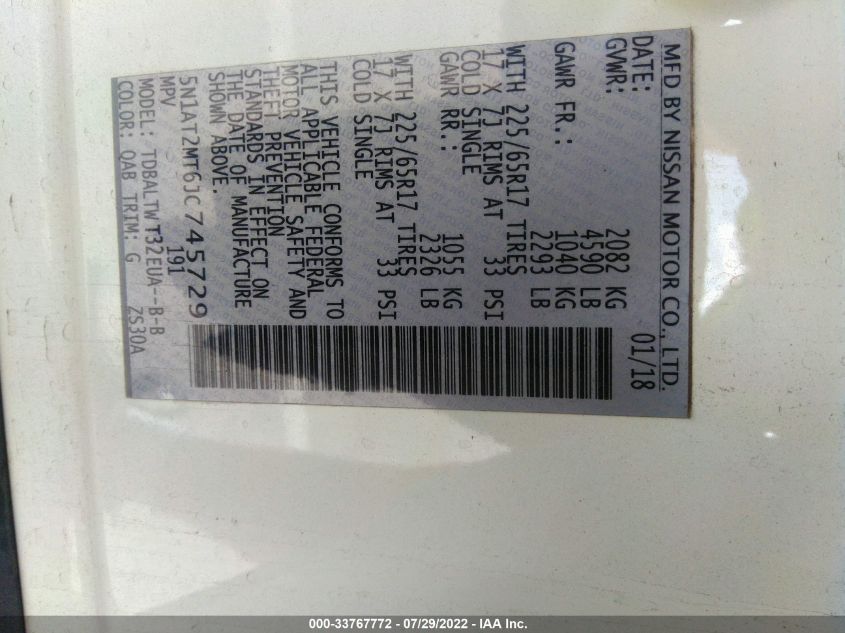 MFD BY NISSAN MOTOR CO., LTD.
DATE: 01/18
GVWR: 2082 KG
4590 LB
GAWR FR.: 1040 KG
2293 LB
WITH 225/65R17 TIRES
17 X 7J RIMS AT 33 PSI
COLD SINGLE
GAWR RR.: 1055 KG
2326 LB
WITH 225/65R17 TIRES
17 X 7J RIMS AT 33 PSI
COLD SINGLE
THIS VEHICLE CONFORMS TO
ALL APPLICABLE FEDERAL
MOTOR VEHICLE SAFETY AND
THEFT PREVENTION
STANDARDS IN EFFECT ON
THE DATE OF MANUFACTURE
SHOWN ABOVE.
5N1AT2MT6JC745729
MPV 191
MODEL: TDBALTWT32EUA--B-B
COLOR: QAB TRIM: G ZS30A
000-33767772 - 07/29/2022 - IAA Inc.